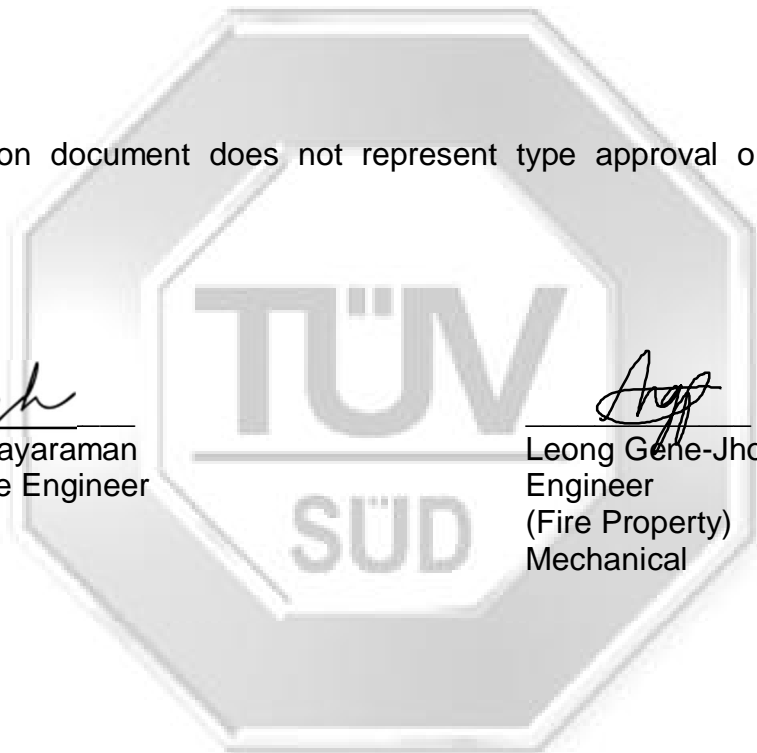 on document does not represent type approval o
TÜV
SÜD
ayaraman
e Engineer
Leong Gene-Jho
Engineer
(Fire Property)
Mechanical